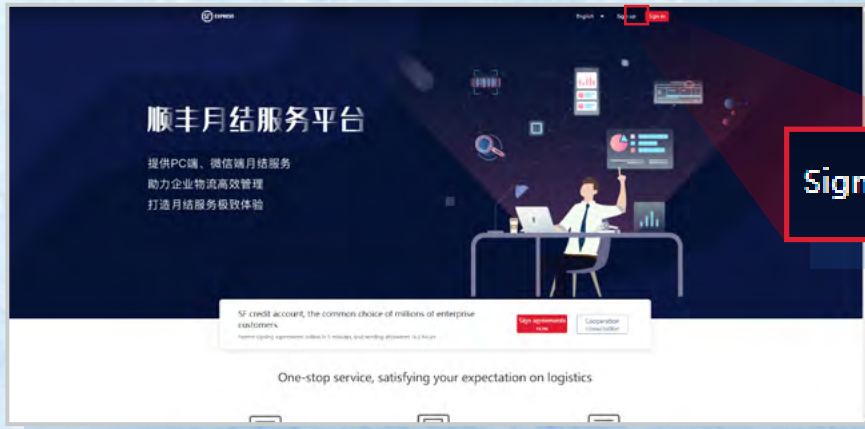 SF EXPRESS
English
Sign up
Sign in
顺丰月结服务平台
提供PC端、微信端月结服务
助力企业物流高效管理
打造月结服务极致体验
Sign
SF credit account, the common choice of millions of enterprise
customers
Sign agreements
now
Cooperation
consultation
One-stop service, satisfying your expectation on logistics